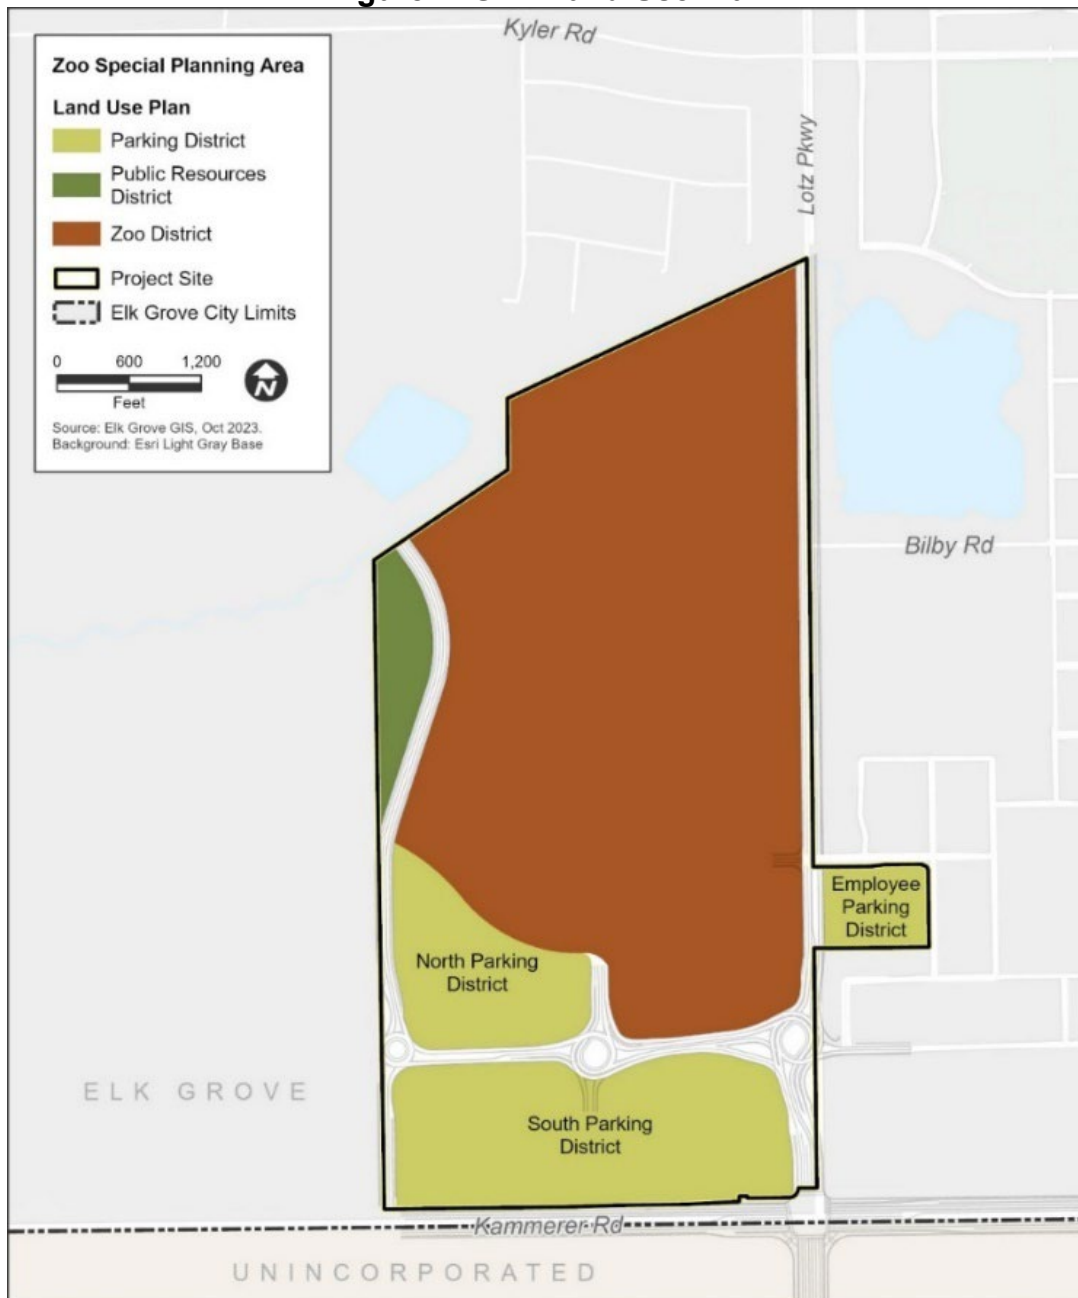 Kyler Rd
Zoo Special Planning Area
Land Use Plan
Parking District
Public Resources
District
Zoo District
Project Site
Elk Grove City Limits
0 600 1,200
Feet
N
Source: Elk Grove GIS, Oct 2023.
Background: Esri Light Gray Base
Lotz Pkwy
Bilby Rd
Employee
Parking
District
North Parking
District
ELK GROVE
South Parking
District
Kammerer Rd
UNINCORPORATED